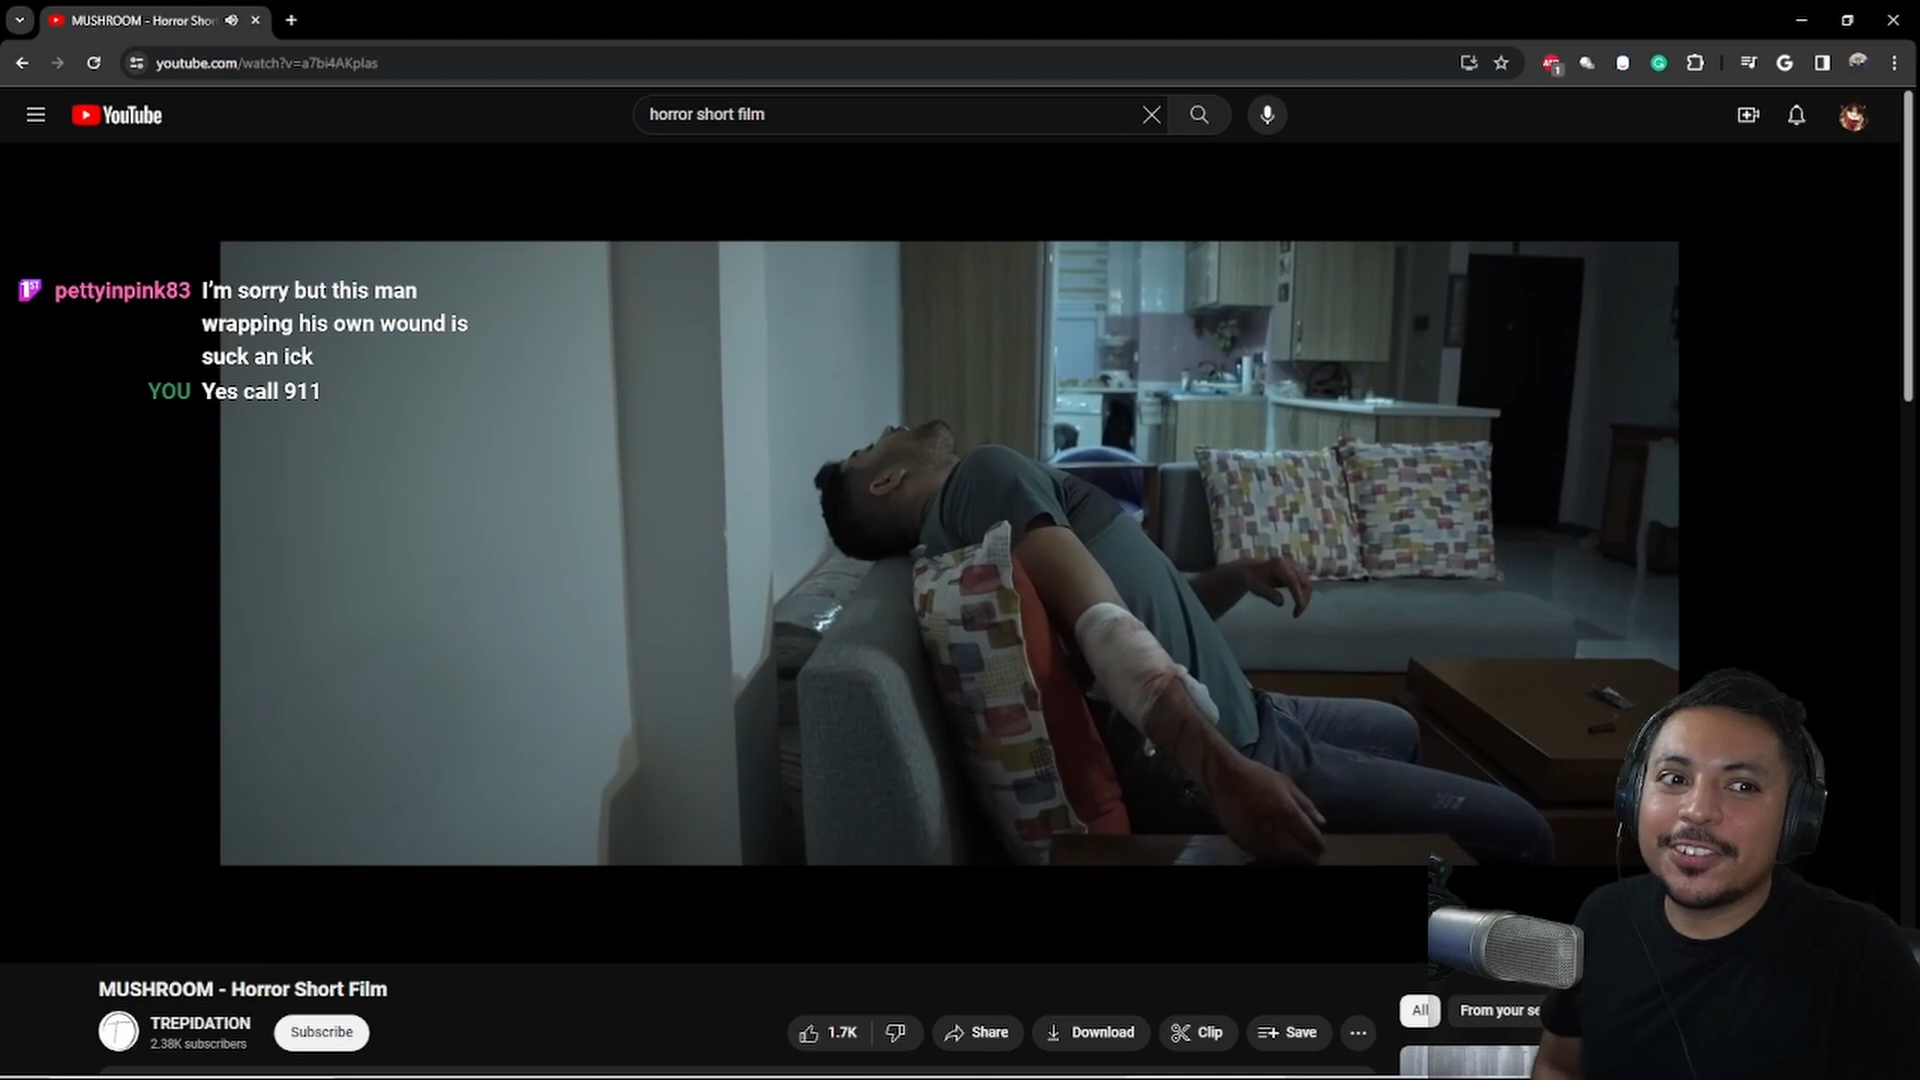 MUSHROOM - Horror Shor
youtube.com/watch?v=a7bi4AKplas
1
YouTube
horror short film
1ST pettyinpink83 I'm sorry but this man
wrapping his own wound is
suck an ick
YOU Yes call 911
MUSHROOM - Horror Short Film
TREPIDATION
2.38K subscribers
Subscribe
1.7K
Share
Download
Clip
Save
All
From your se